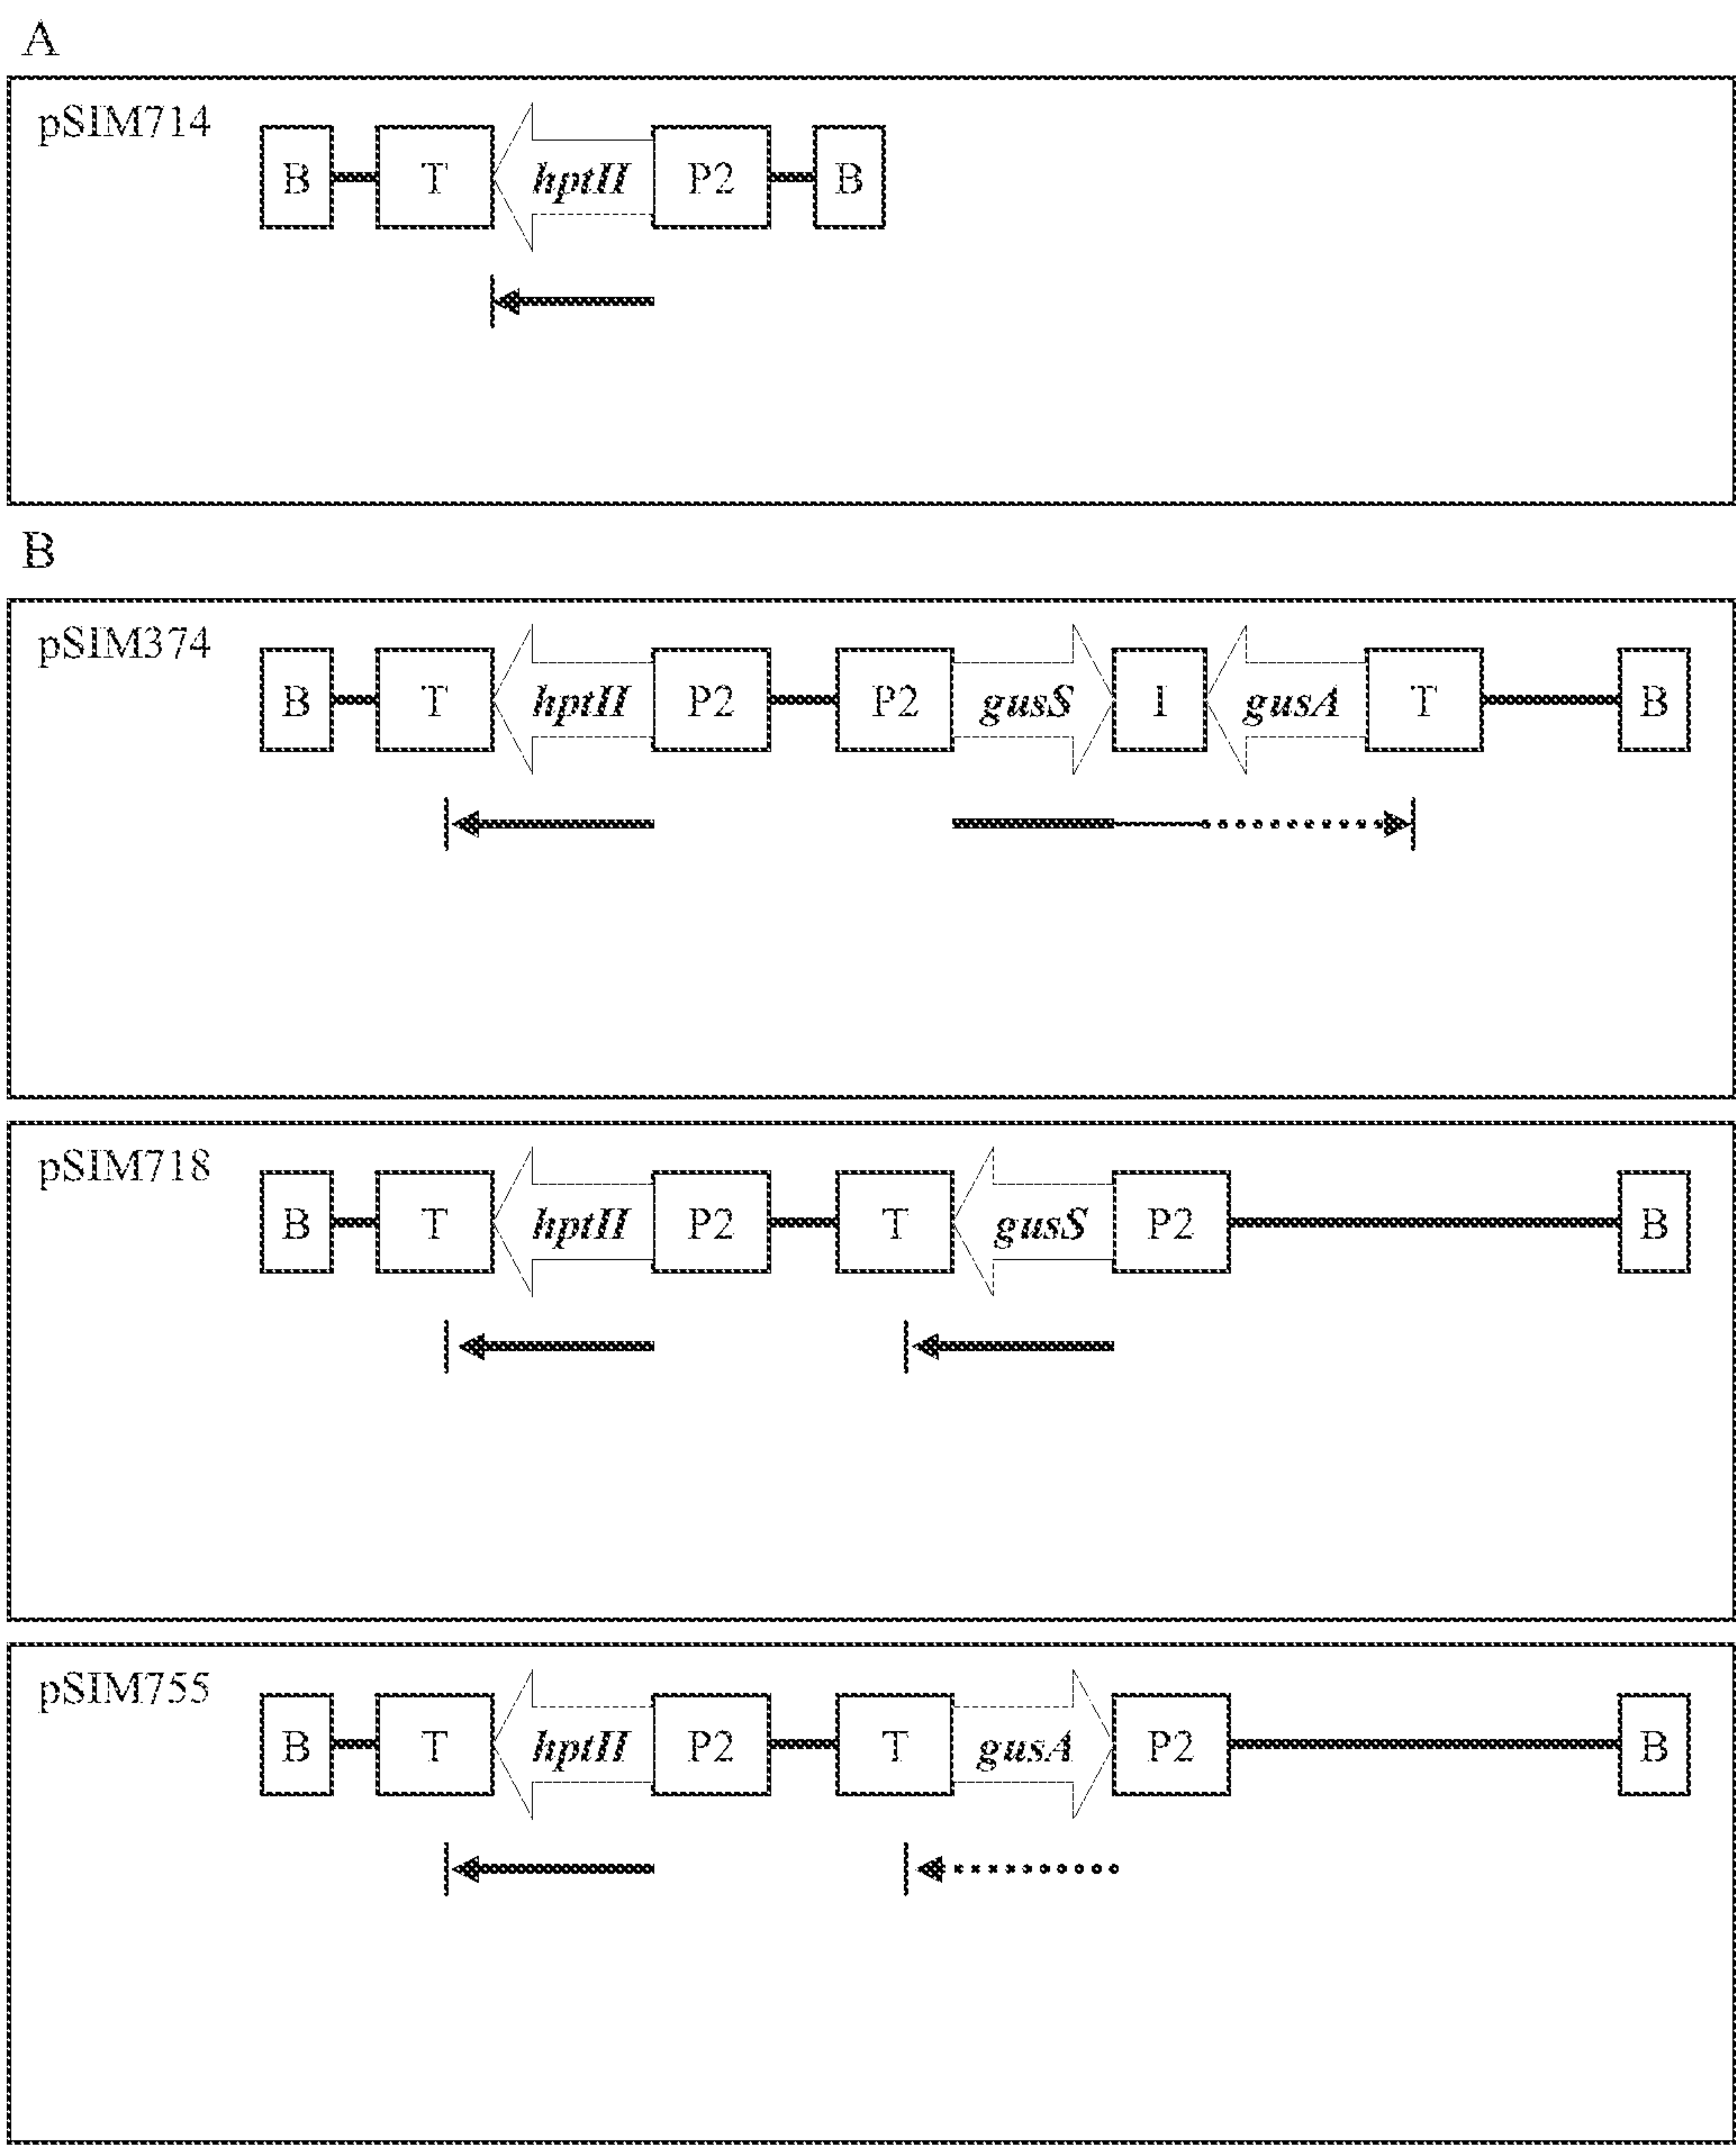 A
pSIM714
B T hptII P2 B
B
pSIM374
B T hptII P2 P2 gusS I gusA T B
pSIM718
B T hptII P2 T gusS P2 B
pSIM755
B T hptII P2 T gusA P2 B